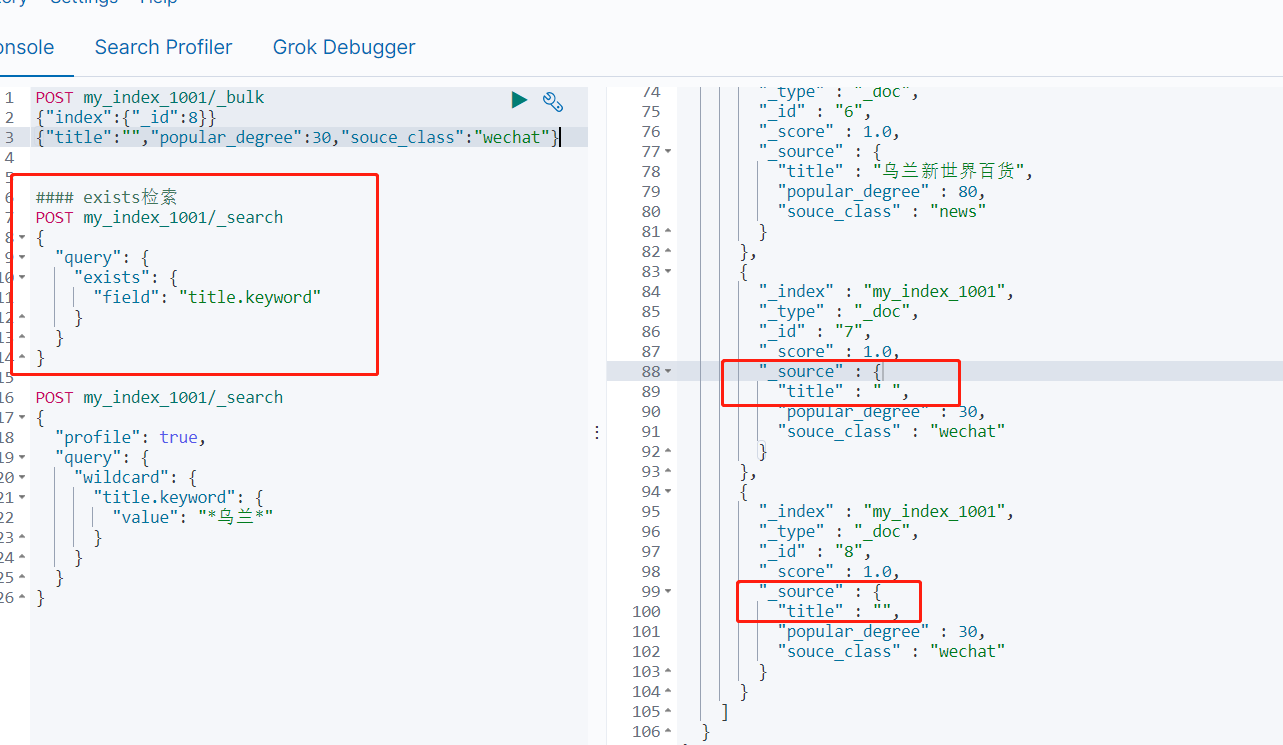 Settings Help
Console Search Profiler Grok Debugger
1 POST my_index_1001/_bulk
2 {"index":{"_id":8}}
3 {"title":"","popular_degree":30,"souce_class":"wechat"}
4
5
6 #### exists检索
7 POST my_index_1001/_search
8 {
9 "query": {
10 "exists": {
11 "field": "title.keyword"
12 }
13 }
14 }
15
16 POST my_index_1001/_search
17 {
18 "profile": true,
19 "query": {
20 "wildcard": {
21 "title.keyword": {
22 "value": "*乌兰*"
23 }
24 }
25 }
26 }
74 "_type" : "_doc",
75 "_id" : "6",
76 "_score" : 1.0,
77 "_source" : {
78 "title" : "乌兰新世界百货",
79 "popular_degree" : 80,
80 "souce_class" : "news"
81 }
82 },
83 {
84 "_index" : "my_index_1001",
85 "_type" : "_doc",
86 "_id" : "7",
87 "_score" : 1.0,
88 "_source" : {
89 "title" : " ",
90 "popular_degree" : 30,
91 "souce_class" : "wechat"
92 }
93 },
94 {
95 "_index" : "my_index_1001",
96 "_type" : "_doc",
97 "_id" : "8",
98 "_score" : 1.0,
99 "_source" : {
100 "title" : "",
101 "popular_degree" : 30,
102 "souce_class" : "wechat"
103 }
104 }
105 ]
106 }